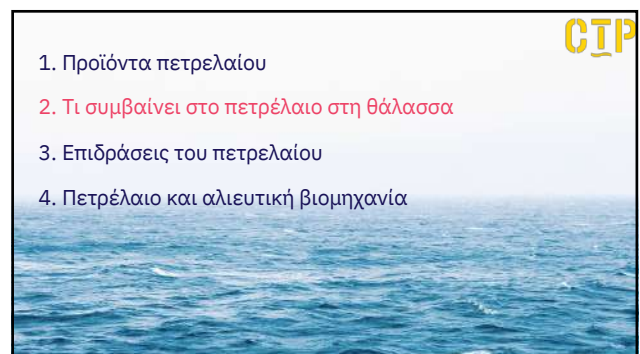 CTP
1. Προϊόντα πετρελαίου
2. Τι συμβαίνει στο πετρέλαιο στη θάλασσα
3. Επιδράσεις του πετρελαίου
4. Πετρέλαιο και αλιευτική βιομηχανία